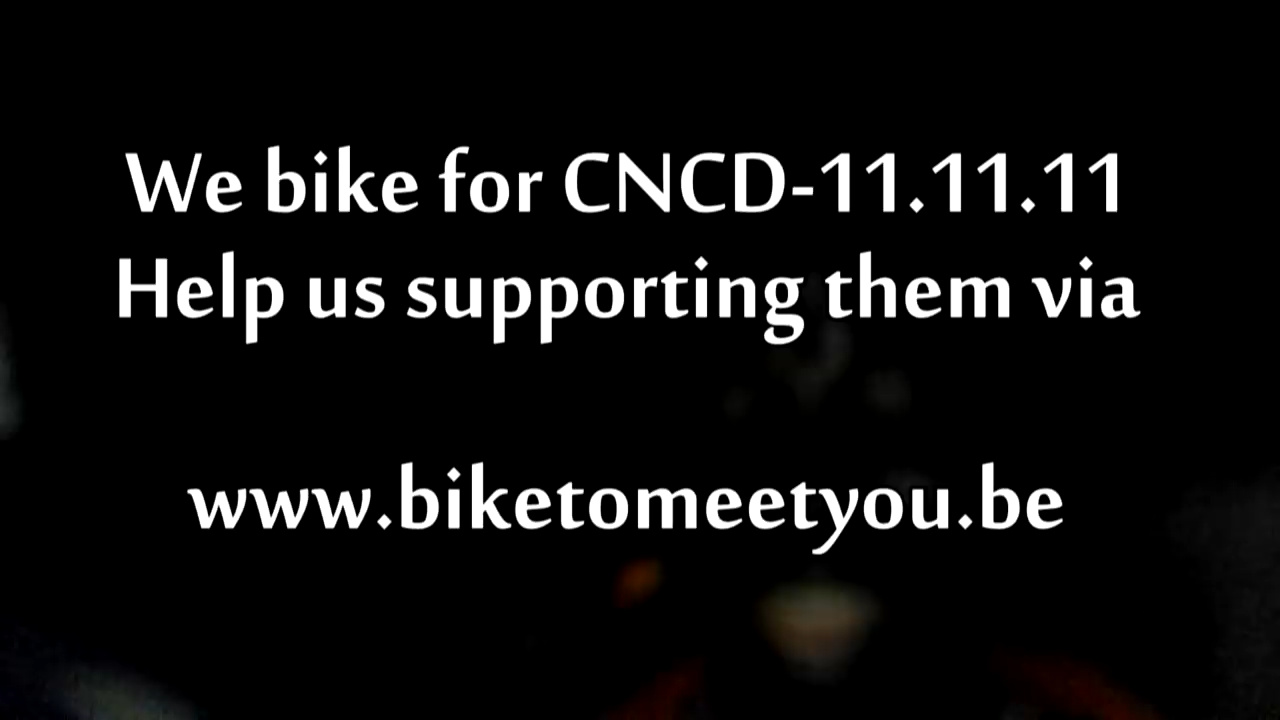 We bike for CNCD-11.11.11
Help us supporting them via
www.biketomeetyou.be